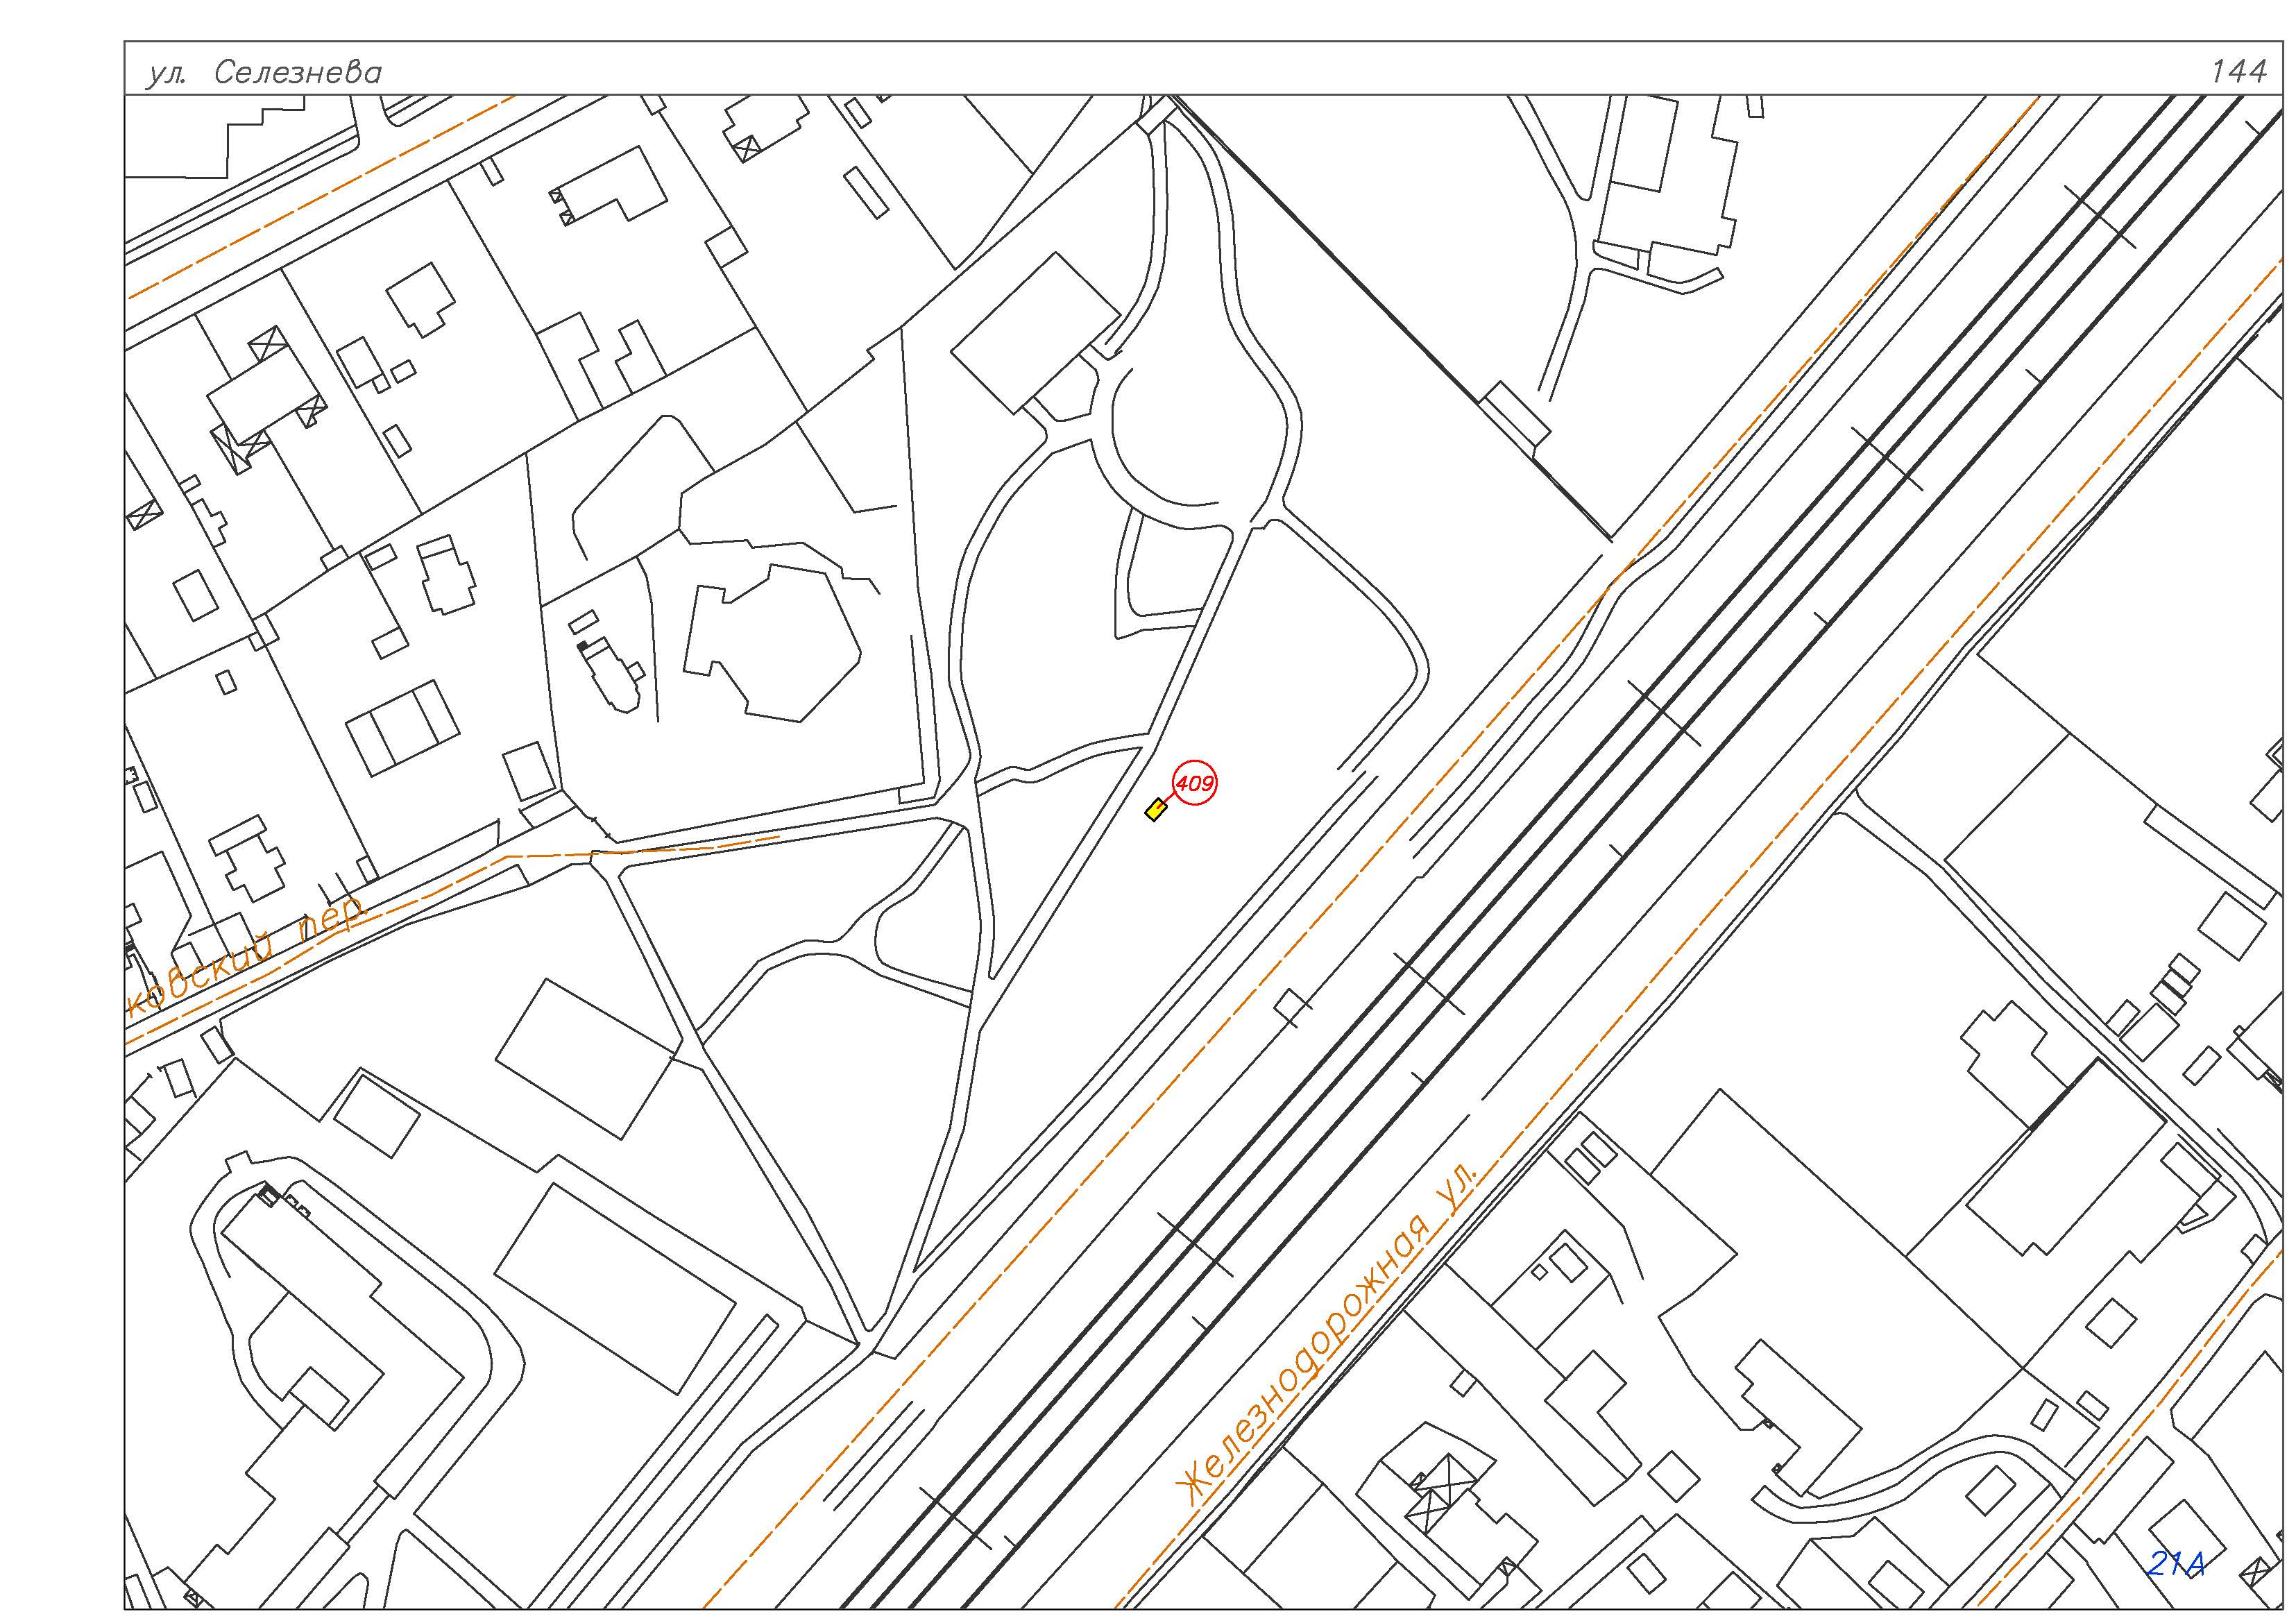 ул. Селезнева
144
409
ковский пер.
Железнодорожная ул.
21А